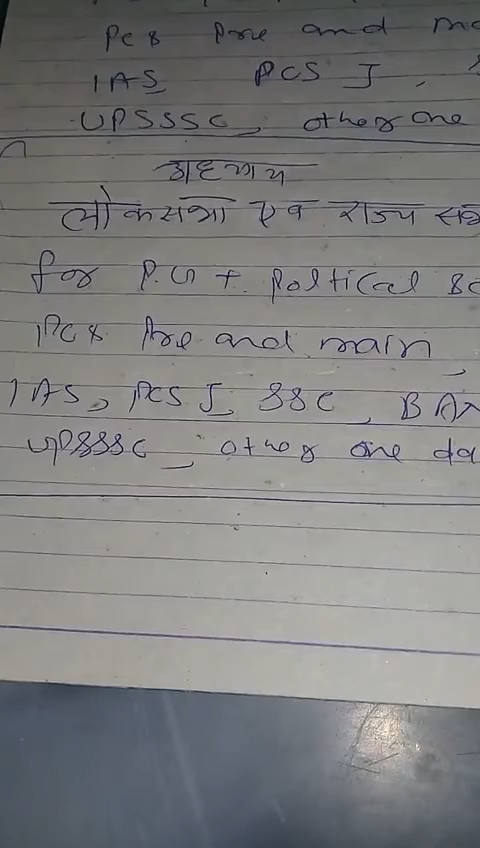 Pcs Pre and
IAS PCS J,
UPSSSC, other one
अध्याय
लोकसभा एवं राज्य
for P.G + Political
Pcs Pre and main,
IAS, PCS J, SSC,
UPSSSC, other one